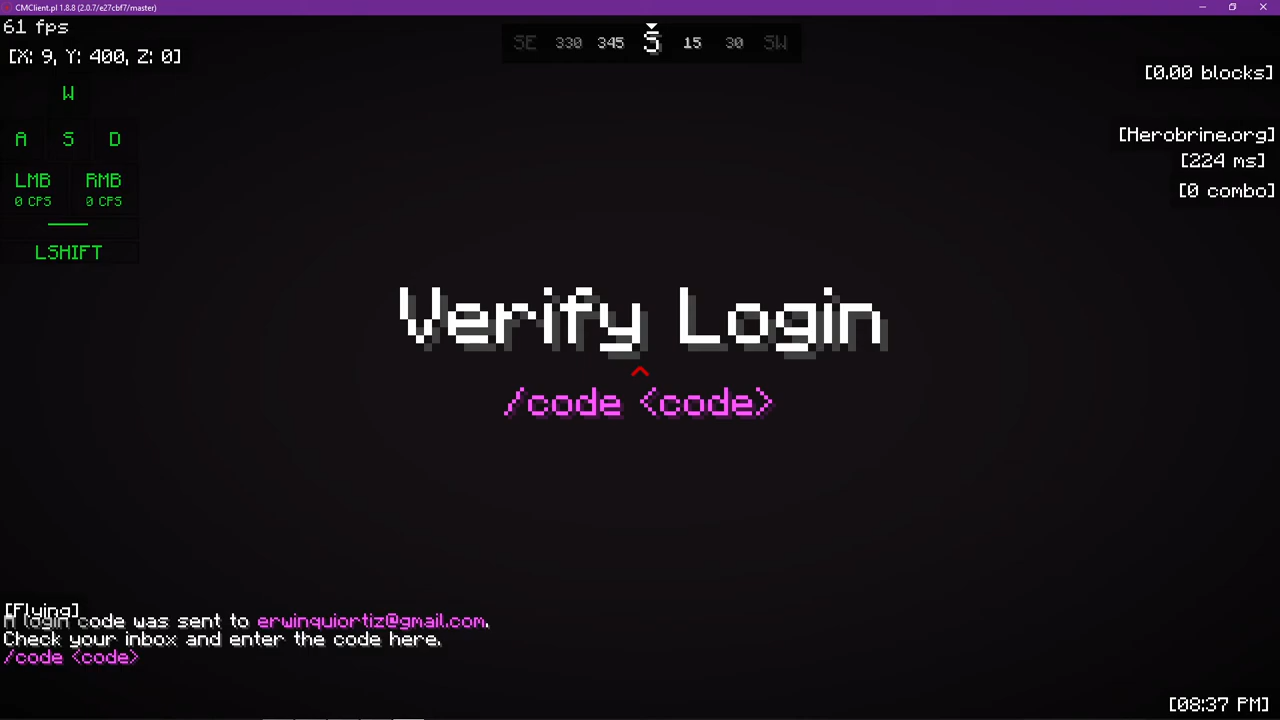 CMClient.pl 1.8.8 (2.0.7/e27cbf7/master)
61 fps
[X: 9, Y: 400, Z: 0]
SE 330 345 S 15 30 SW
[0.00 blocks]
W
A S D
[Herobrine.org]
[224 ms]
LMB RMB
[0 combo]
0 CPS 0 CPS
LSHIFT
Verify Login
/code <code>
[Flying]
A login code was sent to erwinquiortiz@gmail.com.
Check your inbox and enter the code here.
/code <code>
[08:37 PM]